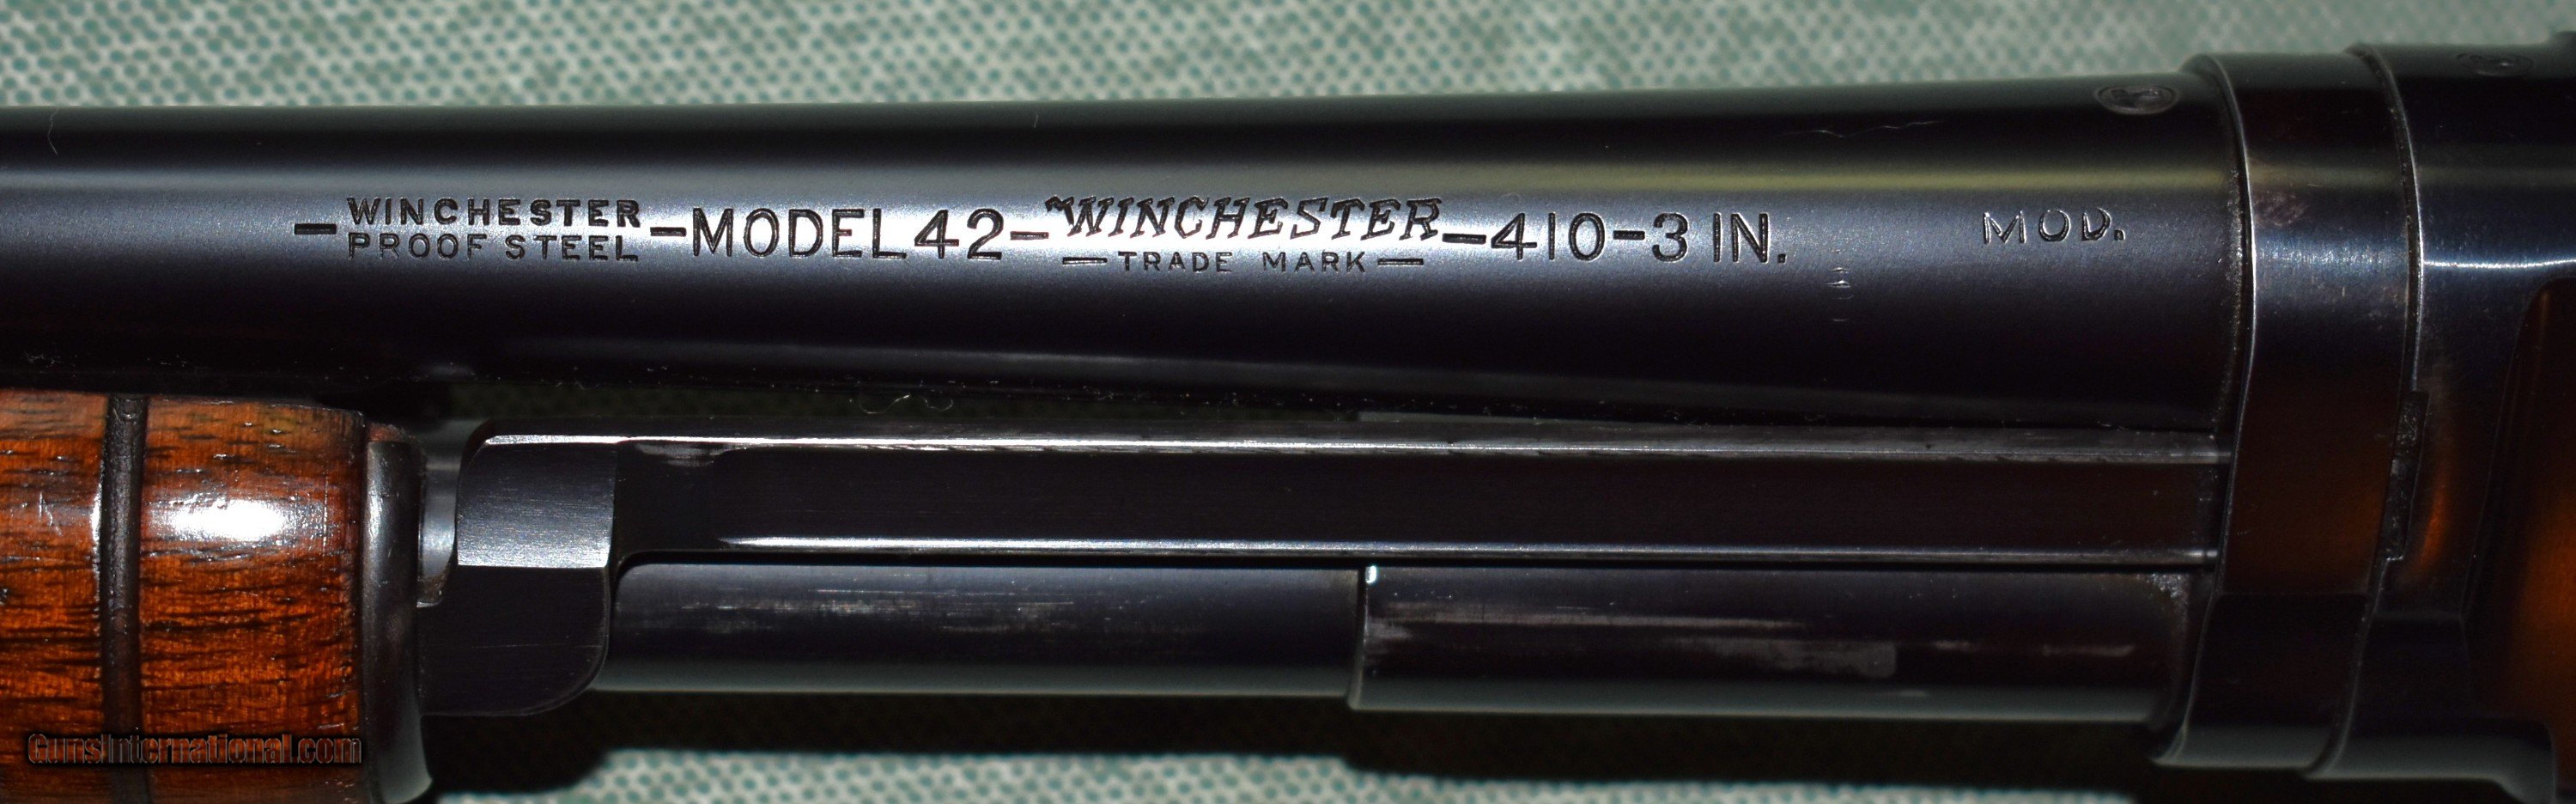 -WINCHESTER PROOF STEEL-MODEL 42-WINCHESTER-410-3 IN. MOD.
-TRADE MARK-
GunsInternational.com